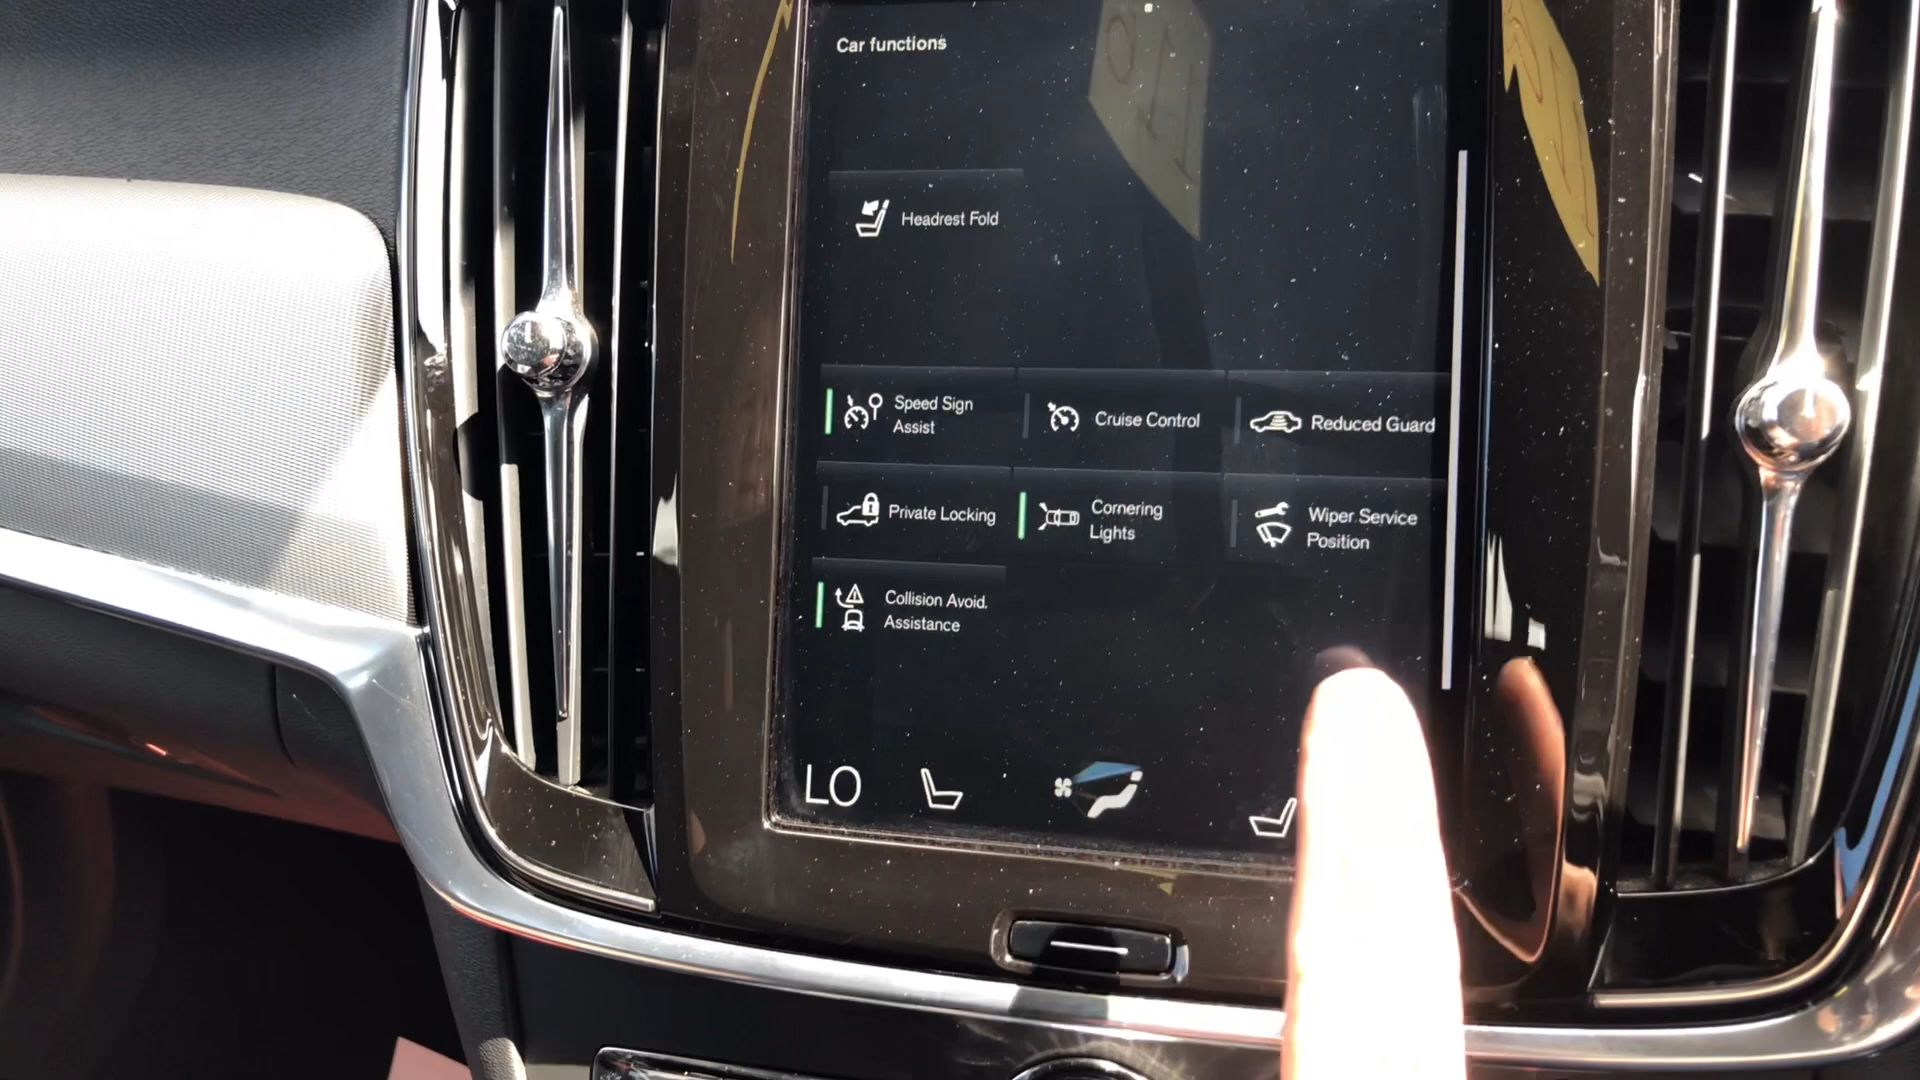 Car functions
Headrest Fold
Speed Sign
Assist
Cruise Control
Reduced Guard
Private Locking
Cornering
Lights
Wiper Service
Position
Collision Avoid.
Assistance
LO